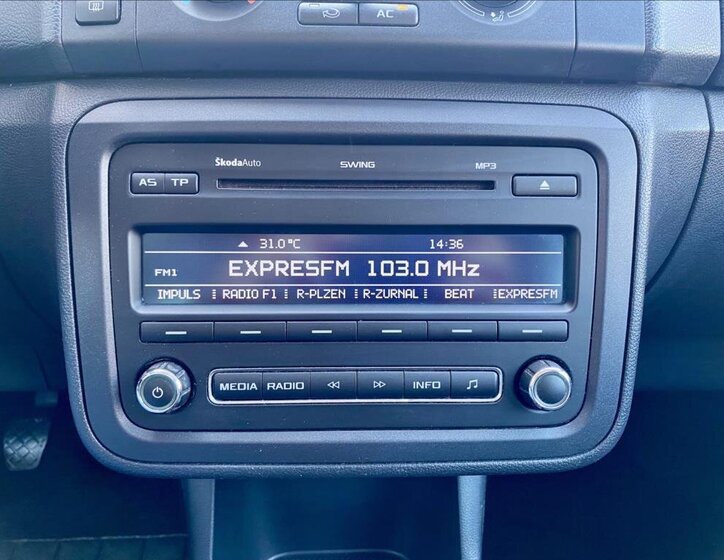 AC
ŠkodaAuto SWING MP3
AS TP
31.0°C 14:36
FM1 EXPRESFM 103.0 MHz
IMPULS RADIO F1 R-PLZEN R-ZURNAL BEAT EXPRESFM
MEDIA RADIO INFO